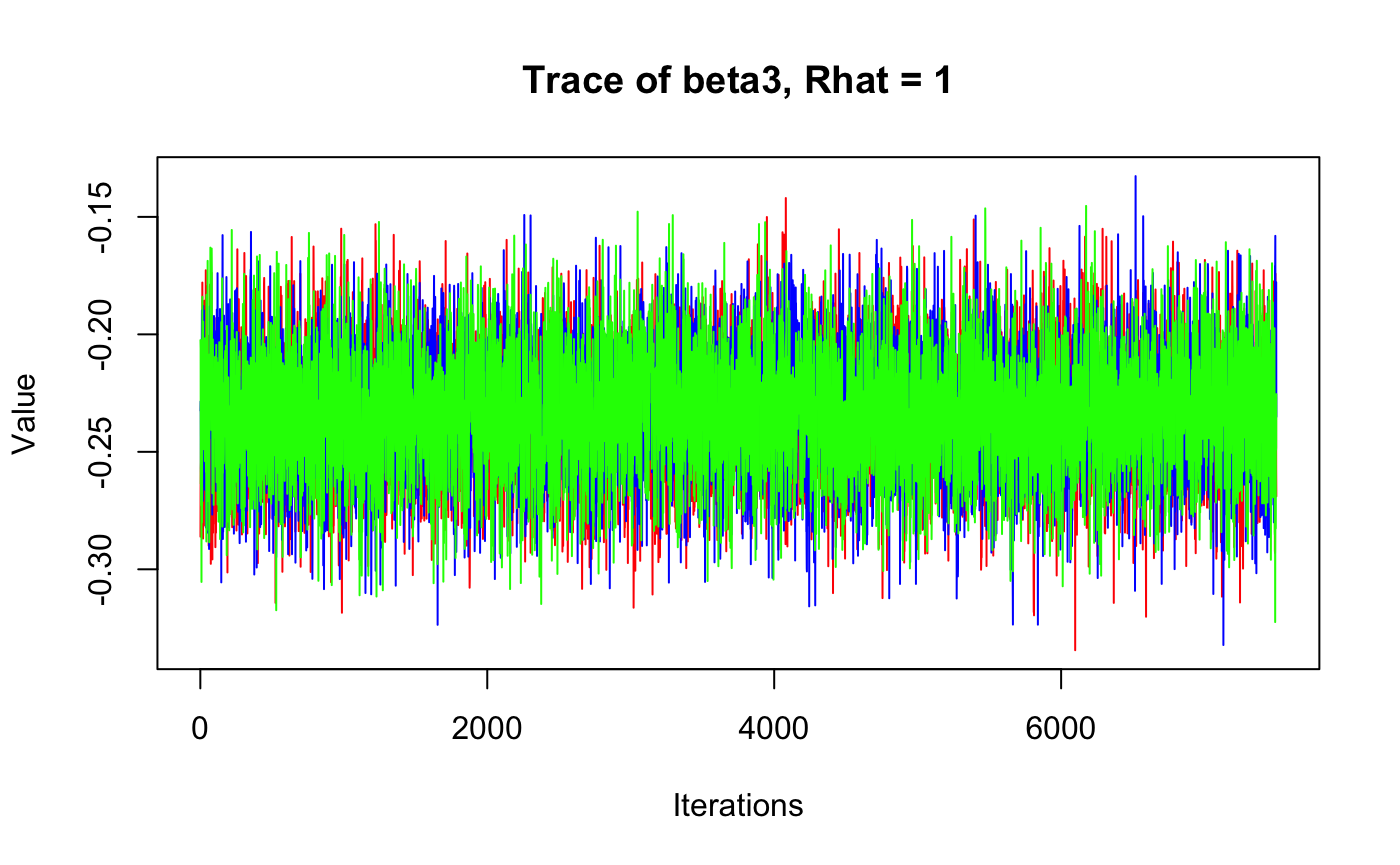 Trace of beta3, Rhat = 1
-0.15
-0.20
-0.25
-0.30
Value
0 2000 4000 6000
Iterations